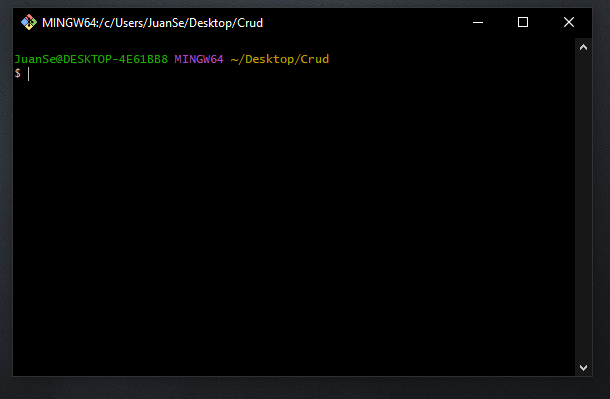 MINGW64:/c/Users/JuanSe/Desktop/Crud
JuanSe@DESKTOP-4E61BB8 MINGW64 ~/Desktop/Crud
$